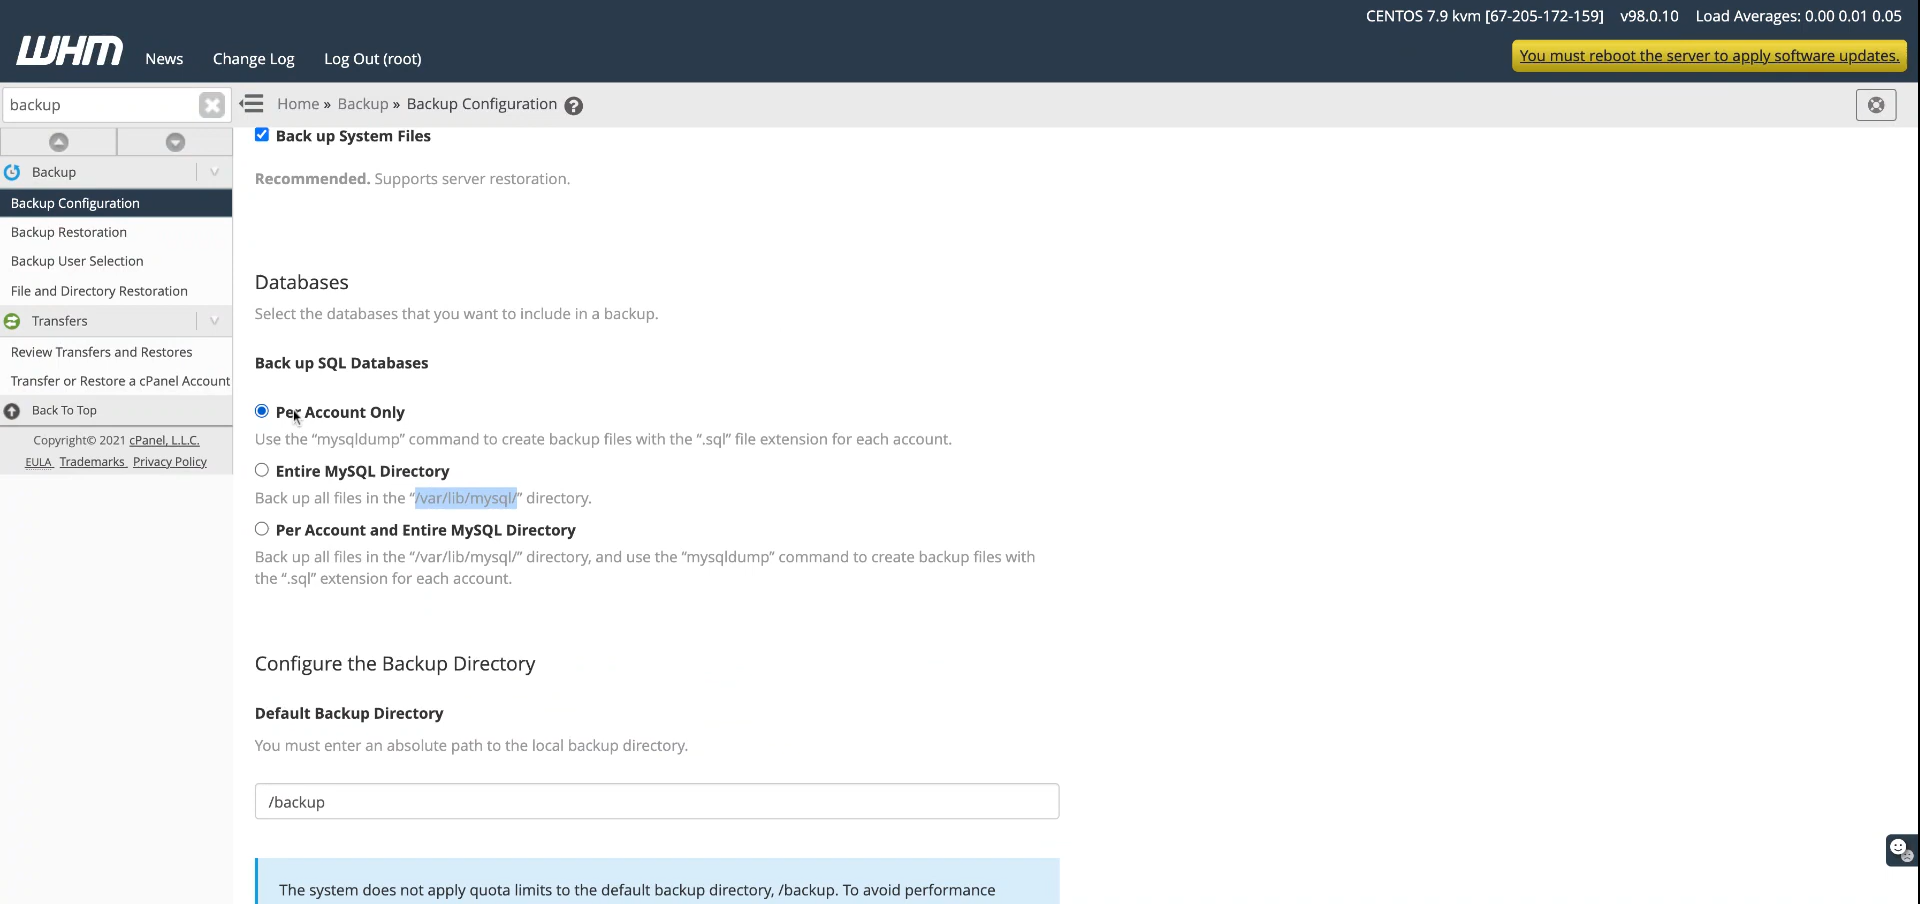 CENTOS 7.9 kvm [67-205-172-159] v98.0.10 Load Averages: 0.00 0.01 0.05
WHM News Change Log Log Out (root)
You must reboot the server to apply software updates.
backup
Home » Backup » Backup Configuration
Backup
Backup Configuration
Backup Restoration
Backup User Selection
File and Directory Restoration
Transfers
Review Transfers and Restores
Transfer or Restore a cPanel Account
Back To Top
Copyright© 2021 cPanel, L.L.C.
EULA Trademarks Privacy Policy
Back up System Files
Recommended. Supports server restoration.
Databases
Select the databases that you want to include in a backup.
Back up SQL Databases
Per Account Only
Use the “mysqldump” command to create backup files with the “.sql” file extension for each account.
Entire MySQL Directory
Back up all files in the “/var/lib/mysql/” directory.
Per Account and Entire MySQL Directory
Back up all files in the “/var/lib/mysql/” directory, and use the “mysqldump” command to create backup files with
the “.sql” extension for each account.
Configure the Backup Directory
Default Backup Directory
You must enter an absolute path to the local backup directory.
/backup
The system does not apply quota limits to the default backup directory, /backup. To avoid performance